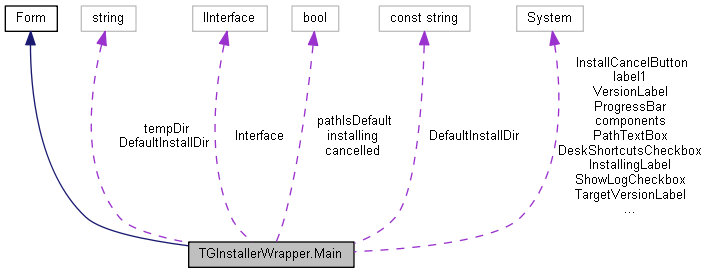 Form
string
IInterface
bool
const string
System
tempDir
DefaultInstallDir
Interface
pathIsDefault
installing
cancelled
DefaultInstallDir
InstallCancelButton
label1
VersionLabel
ProgressBar
components
PathTextBox
DeskShortcutsCheckbox
InstallingLabel
ShowLogCheckbox
TargetVersionLabel
...
TGInstallerWrapper.Main